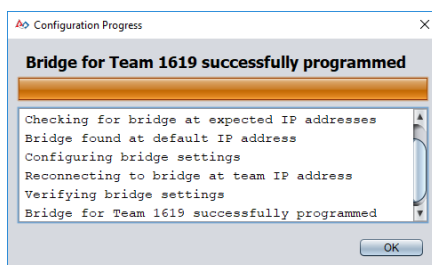 Configuration Progress
Bridge for Team 1619 successfully programmed
Checking for bridge at expected IP addresses
Bridge found at default IP address
Configuring bridge settings
Reconnecting to bridge at team IP address
Verifying bridge settings
Bridge for Team 1619 successfully programmed
OK